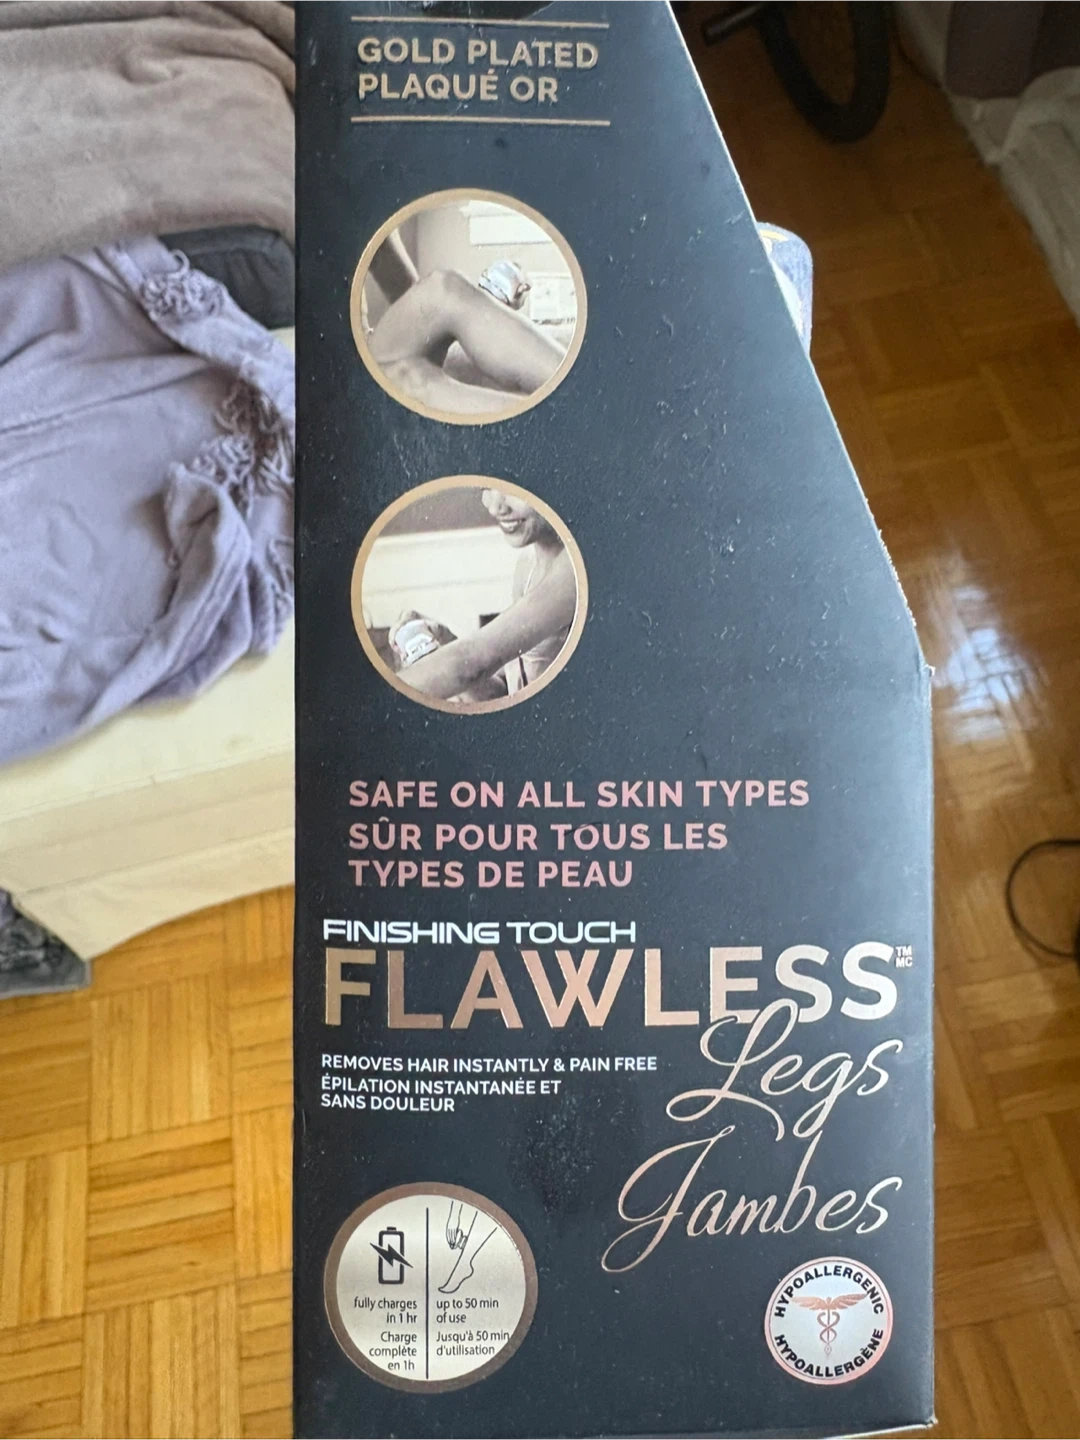 GOLD PLATED
PLAQUÉ OR
SAFE ON ALL SKIN TYPES
SÛR POUR TOUS LES
TYPES DE PEAU
FINISHING TOUCH
FLAWLESS TM MC
Legs
REMOVES HAIR INSTANTLY & PAIN FREE
ÉPILATION INSTANTANÉE ET
SANS DOULEUR
Jambes
fully charges
in 1 hr
Charge
complète
en 1h
up to 50 min
of use
Jusqu'à 50 min
d'utilisation
HYPOALLERGENIC
HYPOALLERGÈNE